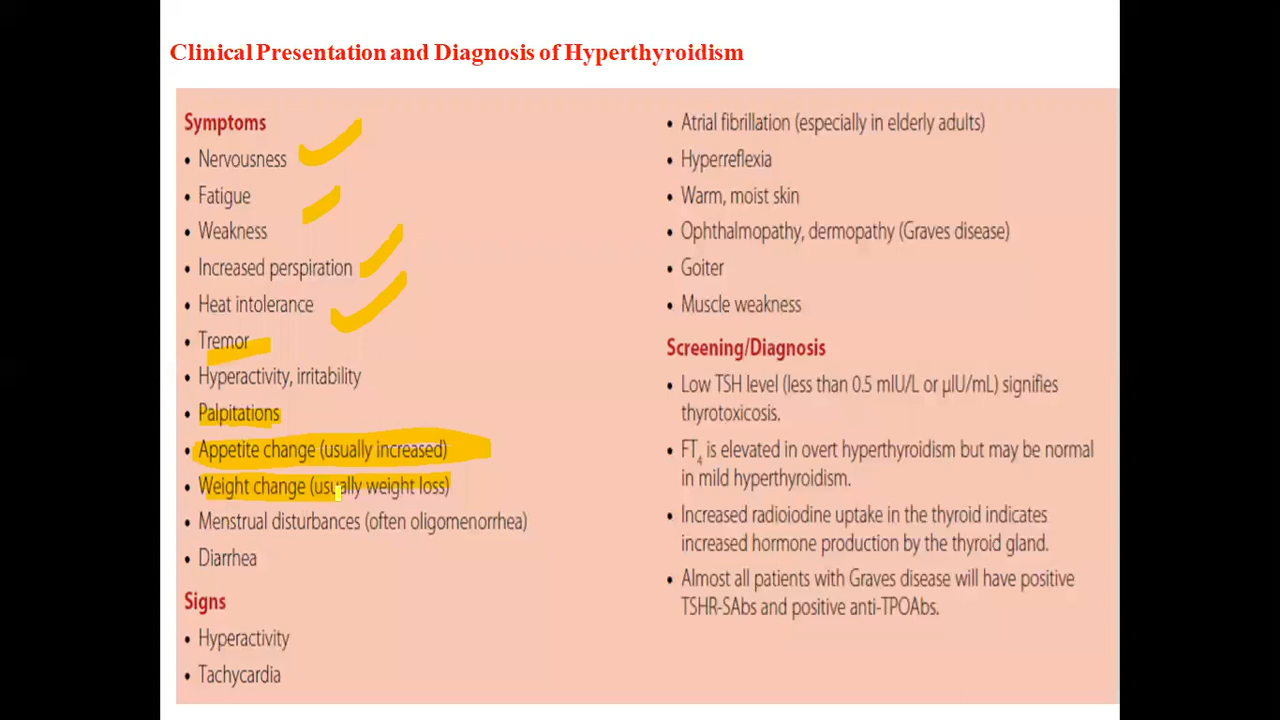 Clinical Presentation and Diagnosis of Hyperthyroidism
Symptoms
• Nervousness
• Fatigue
• Weakness
• Increased perspiration
• Heat intolerance
• Tremor
• Hyperactivity, irritability
• Palpitations
• Appetite change (usually increased)
• Weight change (usually weight loss)
• Menstrual disturbances (often oligomenorrhea)
• Diarrhea
Signs
• Hyperactivity
• Tachycardia
• Atrial fibrillation (especially in elderly adults)
• Hyperreflexia
• Warm, moist skin
• Ophthalmopathy, dermopathy (Graves disease)
• Goiter
• Muscle weakness
Screening/Diagnosis
• Low TSH level (less than 0.5 mIU/L or μIU/mL) signifies
thyrotoxicosis.
• FT4 is elevated in overt hyperthyroidism but may be normal
in mild hyperthyroidism.
• Increased radioiodine uptake in the thyroid indicates
increased hormone production by the thyroid gland.
• Almost all patients with Graves disease will have positive
TSHR-SAbs and positive anti-TPOAbs.